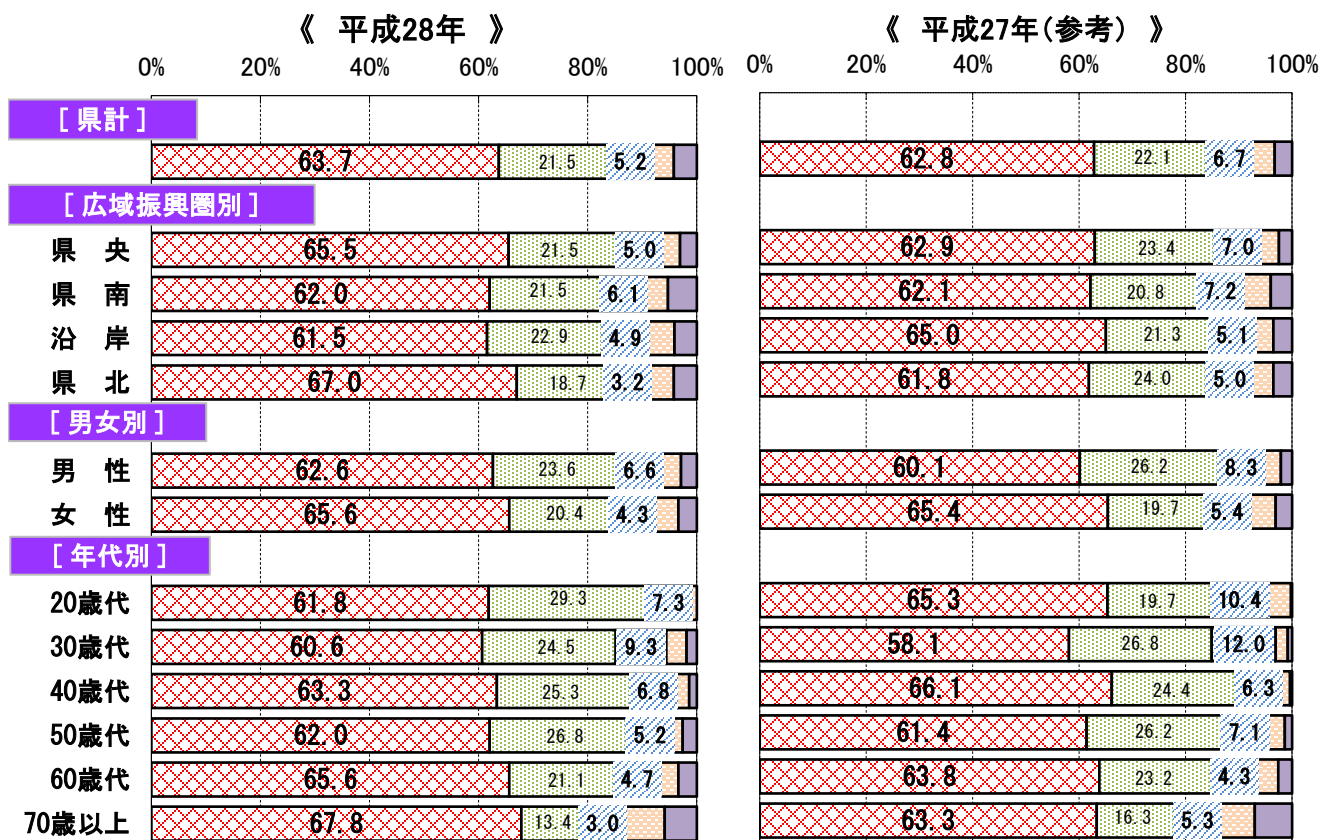 《 平成28年 》 《 平成27年(参考) 》
0% 20% 40% 60% 80% 100% 0% 20% 40% 60% 80% 100%
[ 県計 ]
63.7 21.5 5.2 62.8 22.1 6.7
[ 広域振興圏別 ]
県 央 65.5 21.5 5.0 62.9 23.4 7.0
県 南 62.0 21.5 6.1 62.1 20.8 7.2
沿 岸 61.5 22.9 4.9 65.0 21.3 5.1
県 北 67.0 18.7 3.2 61.8 24.0 5.0
[ 男女別 ]
男 性 62.6 23.6 6.6 60.1 26.2 8.3
女 性 65.6 20.4 4.3 65.4 19.7 5.4
[ 年代別 ]
20歳代 61.8 29.3 7.3 65.3 19.7 10.4
30歳代 60.6 24.5 9.3 58.1 26.8 12.0
40歳代 63.3 25.3 6.8 66.1 24.4 6.3
50歳代 62.0 26.8 5.2 61.4 26.2 7.1
60歳代 65.6 21.1 4.7 63.8 23.2 4.3
70歳以上 67.8 13.4 3.0 63.3 16.3 5.3